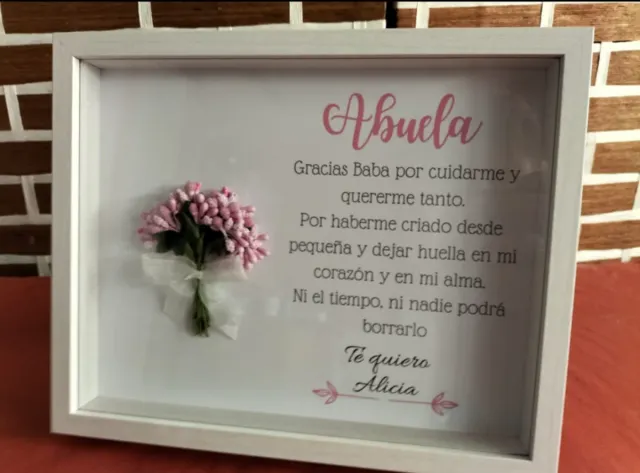 Abuela
Gracias Baba por cuidarme y
quererme tanto.
Por haberme criado desde
pequeña y dejar huella en mi
corazón y en mi alma.
Ni el tiempo, ni nadie podrá
borrarlo
Te quiero
Alicia